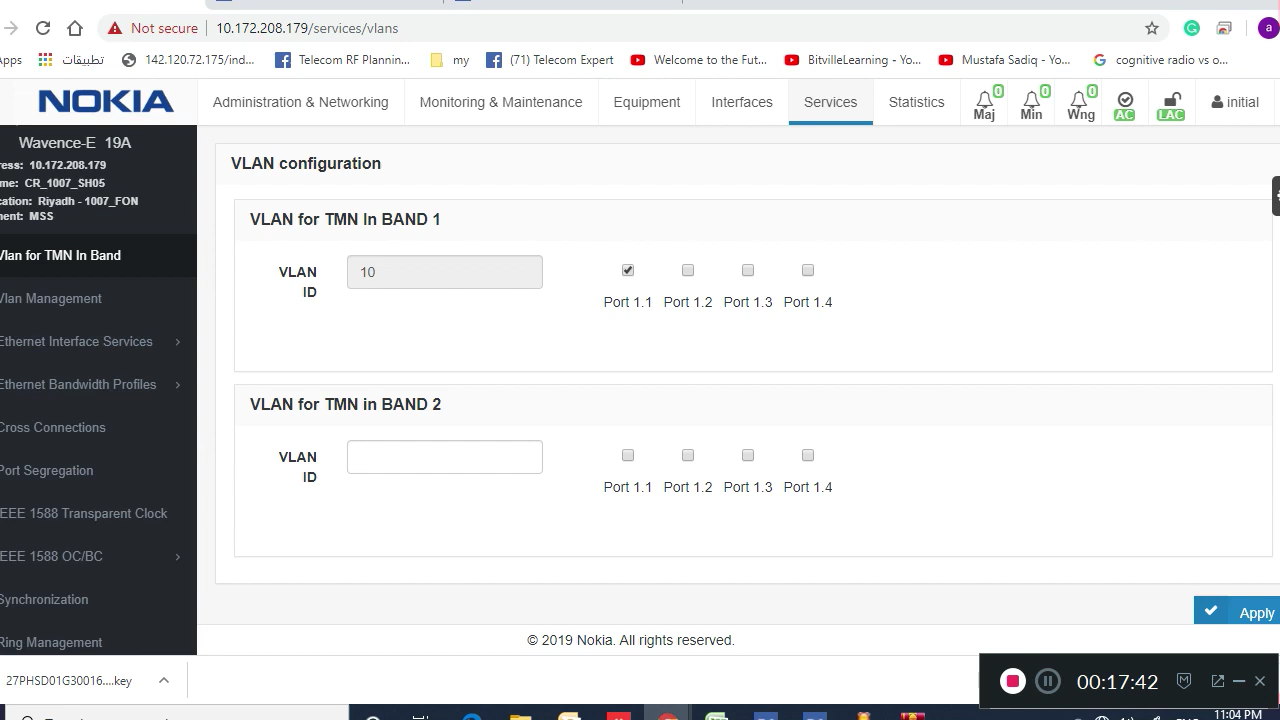 Not secure
10.172.208.179/services/vlans
a
تطبيقات
142.120.72.175/ind...
Telecom RF Plannin...
my
(71) Telecom Expert
Welcome to the Fut...
BitvilleLearning - Yo...
Mustafa Sadiq - Yo...
cognitive radio vs o...
NOKIA
Administration & Networking
Monitoring & Maintenance
Equipment
Interfaces
Services
Statistics
0
Maj
0
Min
0
Wng
AC
LAC
initial
Wavence-E 19A
ress: 10.172.208.179
me: CR_1007_SH05
cation: Riyadh - 1007_FON
nent: MSS
Vlan for TMN In Band
Vlan Management
Ethernet Interface Services
Ethernet Bandwidth Profiles
Cross Connections
Port Segregation
IEEE 1588 Transparent Clock
IEEE 1588 OC/BC
Synchronization
Ring Management
VLAN configuration
VLAN for TMN In BAND 1
VLAN ID
10
Port 1.1
Port 1.2
Port 1.3
Port 1.4
VLAN for TMN in BAND 2
VLAN ID
Port 1.1
Port 1.2
Port 1.3
Port 1.4
Apply
© 2019 Nokia. All rights reserved.
27PHSD01G30016....key
00:17:42
11:04 PM